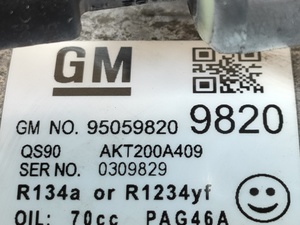 GM
GM NO. 95059820 9820
QS90 AKT200A409
SER NO. 0309829
R134a or R1234yf
OIL: 70cc PAG46A